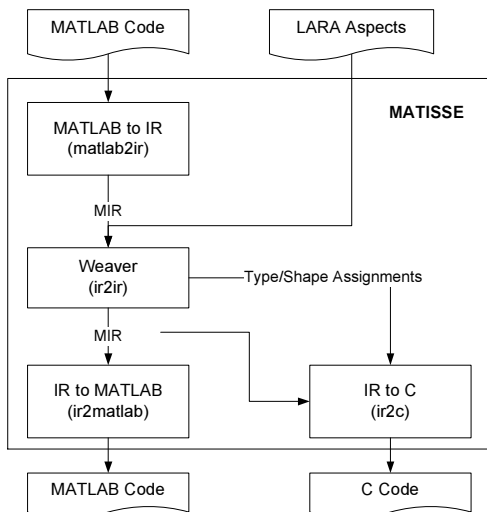 MATLAB Code
LARA Aspects
MATISSE
MATLAB to IR
(matlab2ir)
MIR
Weaver
(ir2ir)
Type/Shape Assignments
MIR
IR to MATLAB
(ir2matlab)
IR to C
(ir2c)
MATLAB Code
C Code